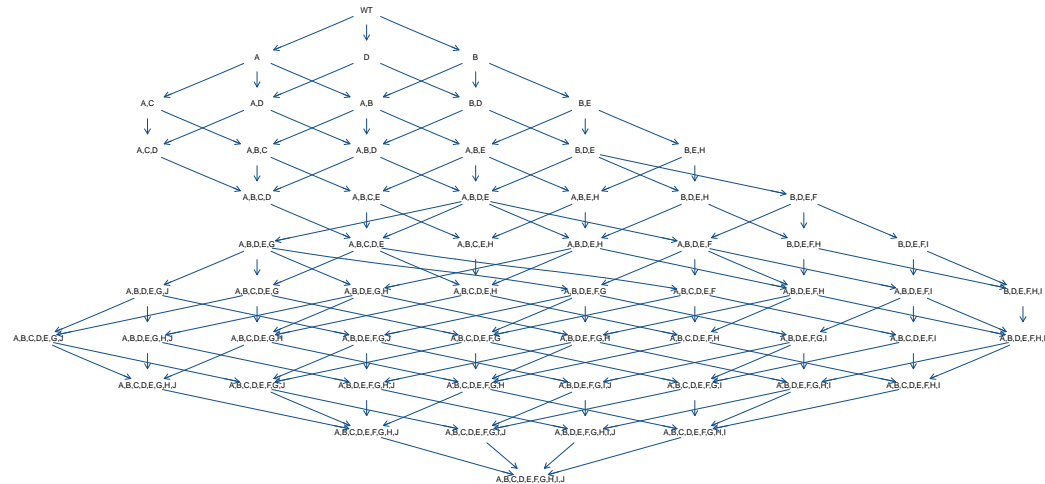 WT
A D B
A,C A,D A,B B,D B,E
A,C,D A,B,C A,B,D A,B,E B,D,E B,E,H
A,B,C,D A,B,C,E A,B,D,E A,B,E,H B,D,E,H B,D,E,F
A,B,D,E,G A,B,C,D,E A,B,C,E,H A,B,D,E,H A,B,D,E,F B,D,E,F,H B,D,E,F,I
A,B,D,E,G,J A,B,C,D,E,G A,B,D,E,G,H A,B,C,D,E,H A,B,D,E,F,G A,B,C,D,E,F A,B,D,E,F,H A,B,D,E,F,I B,D,E,F,H,I
A,B,C,D,E,G,J A,B,D,E,G,H,J A,B,C,D,E,G,H A,B,D,E,F,G,J A,B,C,D,E,F,G A,B,D,E,F,G,H A,B,C,D,E,F,H A,B,D,E,F,G,I A,B,C,D,E,F,I A,B,D,E,F,H,I
A,B,C,D,E,G,H,J A,B,C,D,E,F,G,J A,B,D,E,F,G,H,J A,B,C,D,E,F,G,H A,B,D,E,F,G,I,J A,B,C,D,E,F,G,I A,B,D,E,F,G,H,I A,B,C,D,E,F,H,I
A,B,C,D,E,F,G,H,J A,B,C,D,E,F,G,I,J A,B,D,E,F,G,H,I,J A,B,C,D,E,F,G,H,I
A,B,C,D,E,F,G,H,I,J